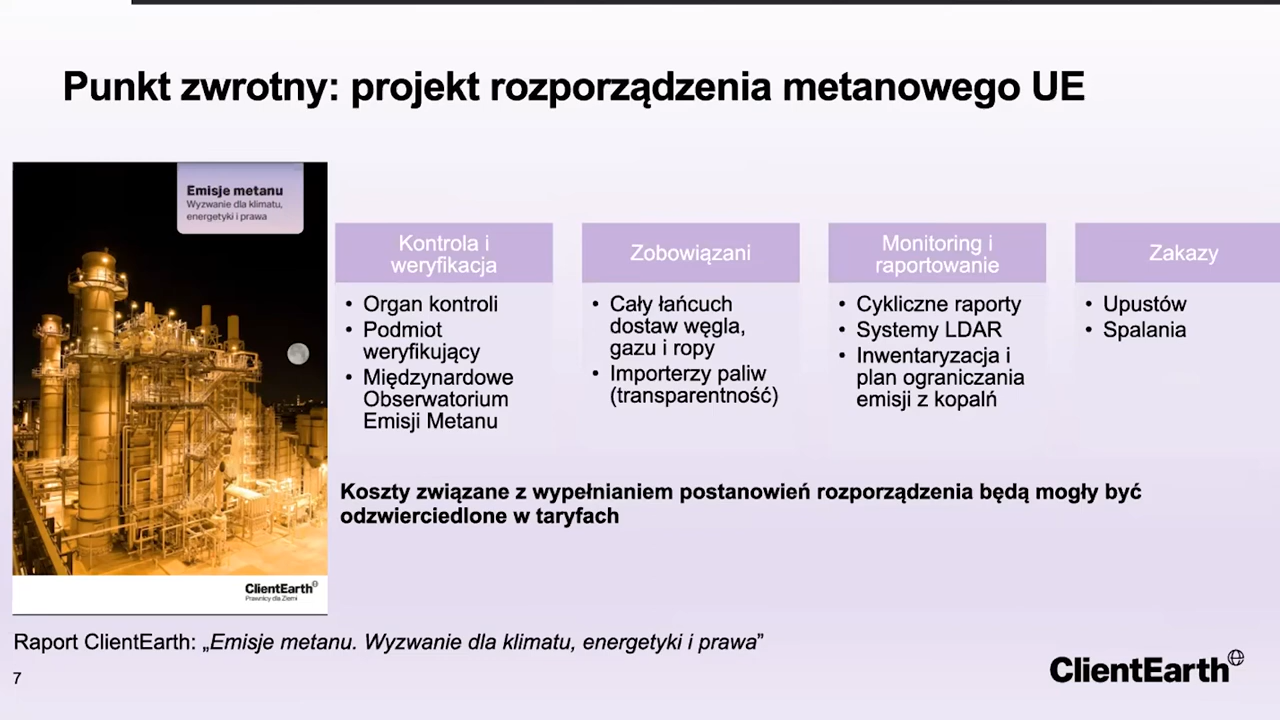 Punkt zwrotny: projekt rozporządzenia metanowego UE
Emisje metanu
Wyzwanie dla klimatu,
energetyki i prawa
ClientEarth
Prawnicy dla Ziemi
Kontrola i
weryfikacja
• Organ kontroli
• Podmiot
weryfikujący
• Międzynardowe
Obserwatorium
Emisji Metanu
Zobowiązani
• Cały łańcuch
dostaw węgla,
gazu i ropy
• Importerzy paliw
(transparentność)
Monitoring i
raportowanie
• Cykliczne raporty
• Systemy LDAR
• Inwentaryzacja i
plan ograniczania
emisji z kopalń
Zakazy
• Upustów
• Spalania
Koszty związane z wypełnianiem postanowień rozporządzenia będą mogły być
odzwierciedlone w taryfach
Raport ClientEarth: „Emisje metanu. Wyzwanie dla klimatu, energetyki i prawa”
7
ClientEarth